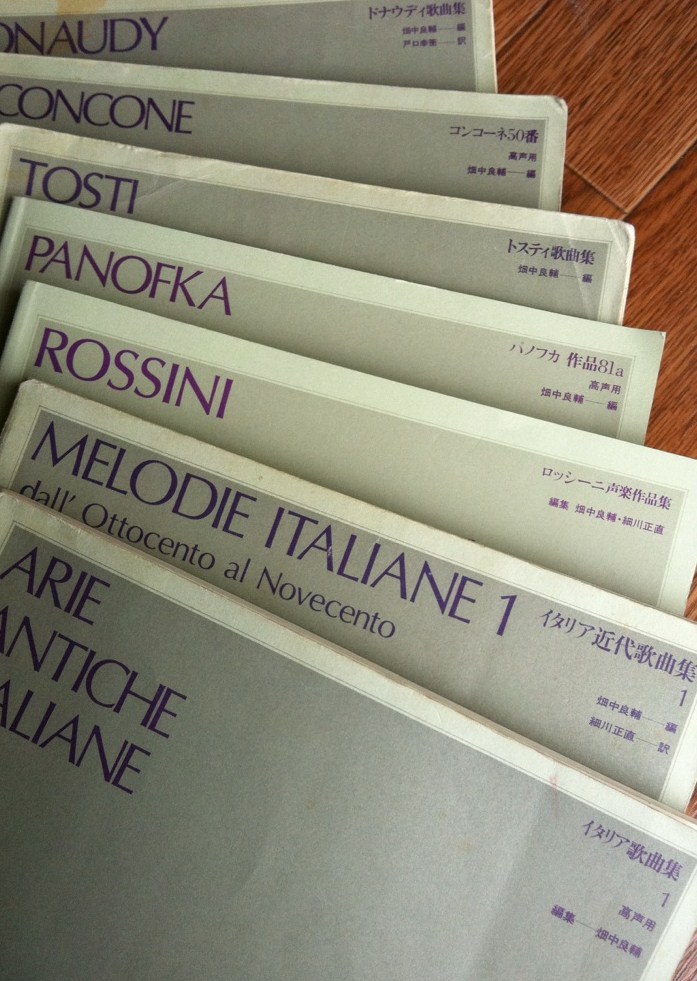 ONAUDY
ドナウディ歌曲集
畑中良輔——編
戸口幸策——訳
CONCONE
コンコーネ50番
高声用
畑中良輔——編
TOSTI
トスティ歌曲集
畑中良輔——編
PANOFKA
パノフカ 作品81a
高声用
畑中良輔——編
ROSSINI
ロッシーニ声楽作品集
編集 畑中良輔・細川正直
MELODIE ITALIANE 1
dall' Ottocento al Novecento
イタリア近代歌曲集
1
畑中良輔——編
細川正直——訳
ARIE
ANTICHE
ALIANE
イタリア歌曲集
1
高声用
編集——畑中良輔